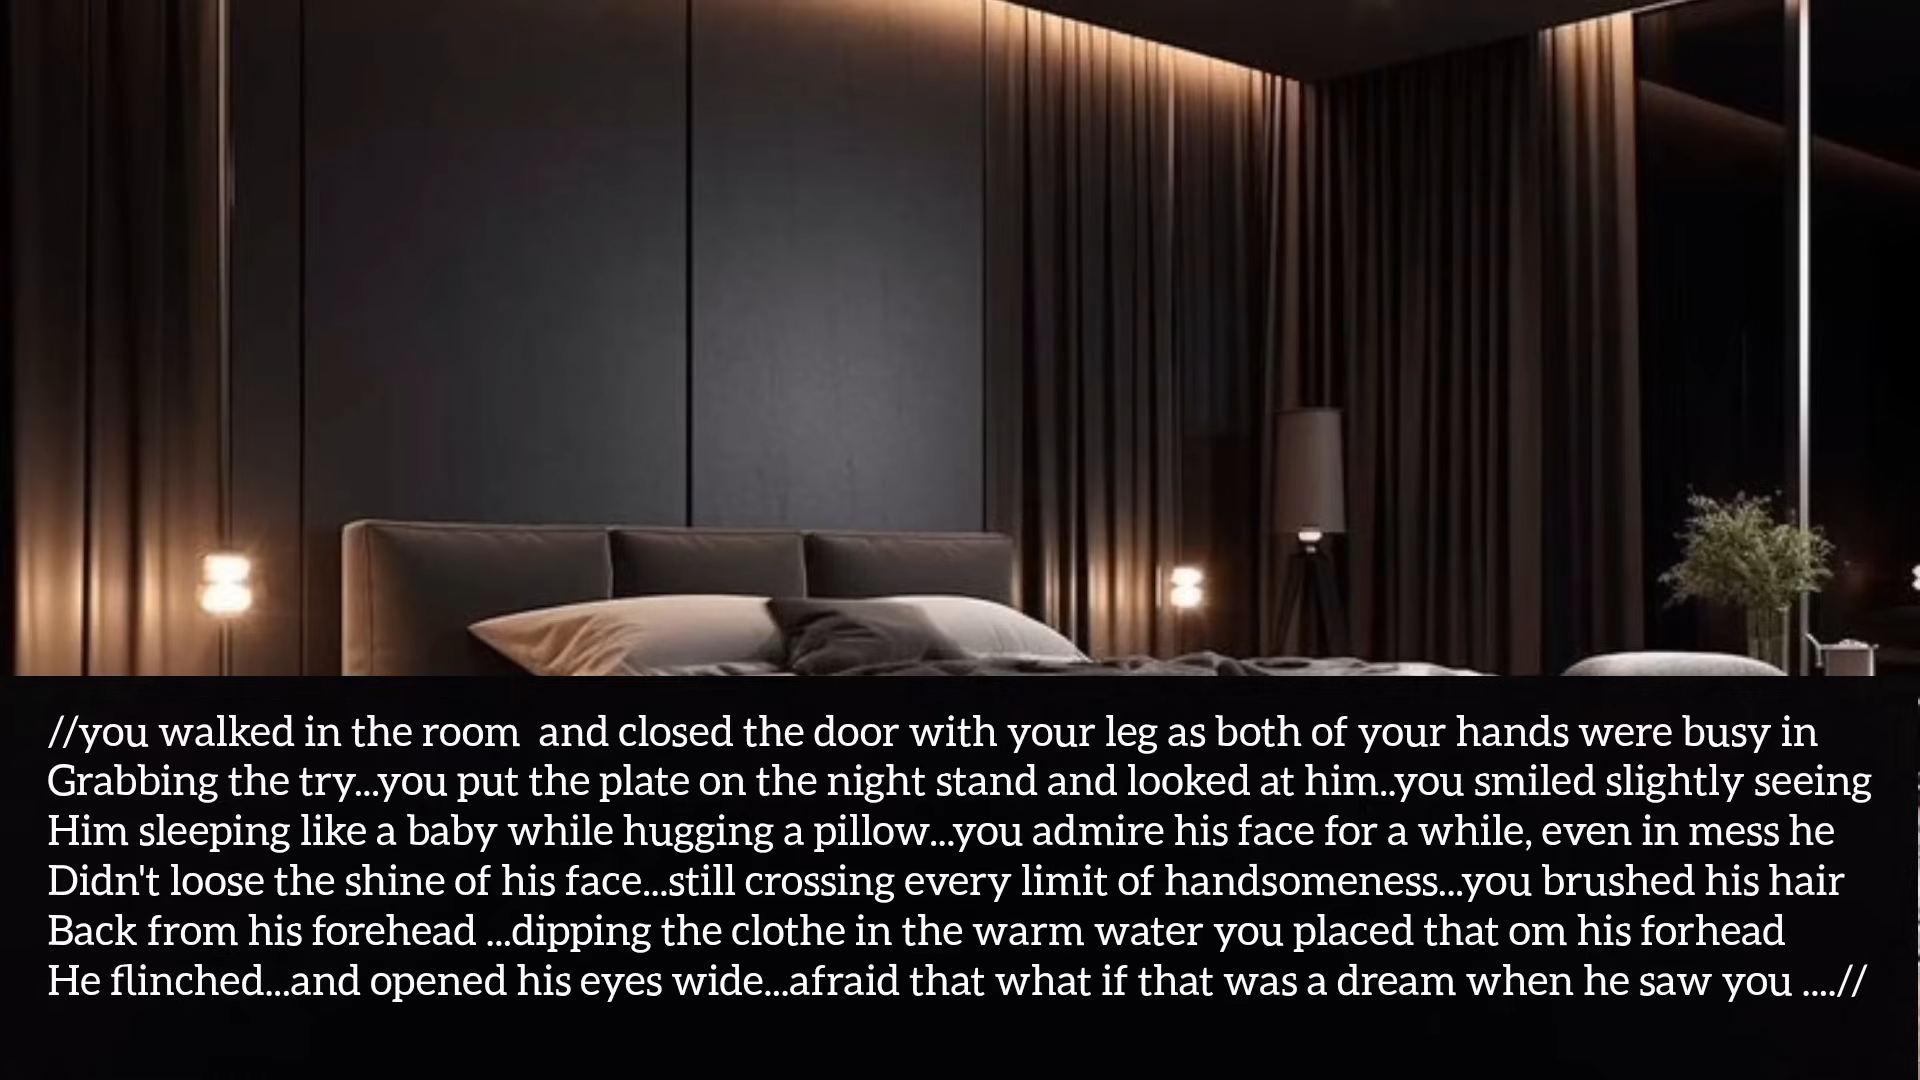 //you walked in the room  and closed the door with your leg as both of your hands were busy in
Grabbing the try...you put the plate on the night stand and looked at him..you smiled slightly seeing
Him sleeping like a baby while hugging a pillow...you admire his face for a while, even in mess he
Didn't loose the shine of his face...still crossing every limit of handsomeness...you brushed his hair
Back from his forehead ...dipping the clothe in the warm water you placed that om his forhead
He flinched...and opened his eyes wide...afraid that what if that was a dream when he saw you ....//